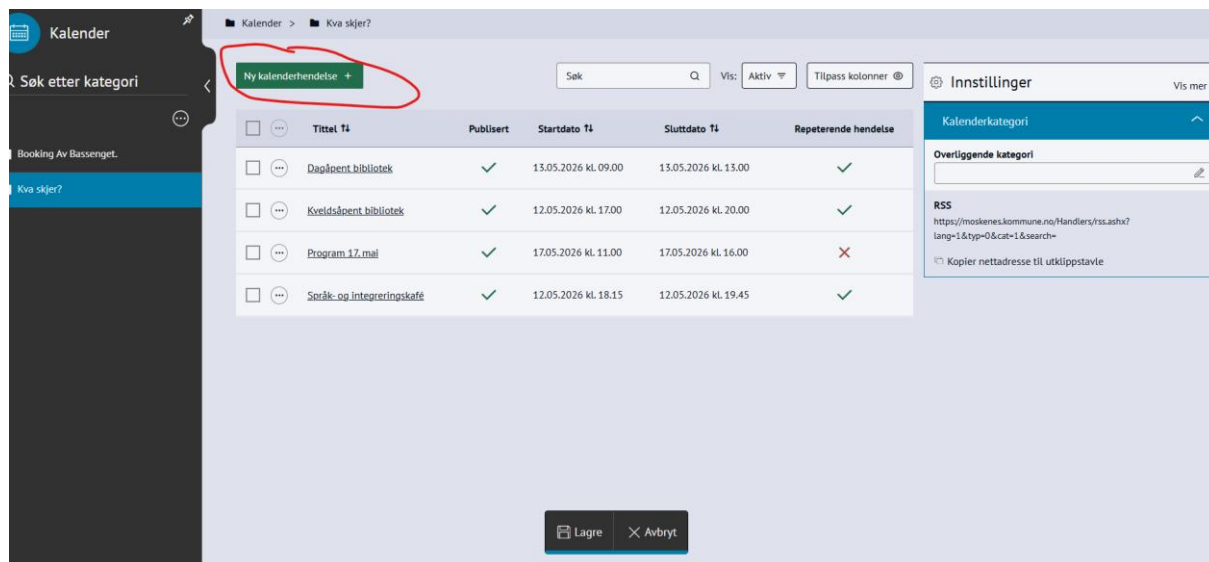 Kalender
Kalender > Kva skjer?
Søk etter kategori
Booking Av Bassenget.
Kva skjer?
Ny kalenderhendelse +
Søk
Vis: Aktiv
Tilpass kolonner
Tittel Publisert Startdato Sluttdato Repeterende hendelse
Dagåpent bibliotek 13.05.2026 kl. 09.00 13.05.2026 kl. 13.00
Kveldsåpent bibliotek 12.05.2026 kl. 17.00 12.05.2026 kl. 20.00
Program 17. mai 17.05.2026 kl. 11.00 17.05.2026 kl. 16.00
Språk- og integreringskafé 12.05.2026 kl. 18.15 12.05.2026 kl. 19.45
Innstillinger Vis mer
Kalenderkategori
Overliggende kategori
RSS
https://moskenes.kommune.no/Handlers/rss.ashx?
lang=1&typ=0&cat=1&search=
Kopier nettadresse til utklippstavle
Lagre Avbryt